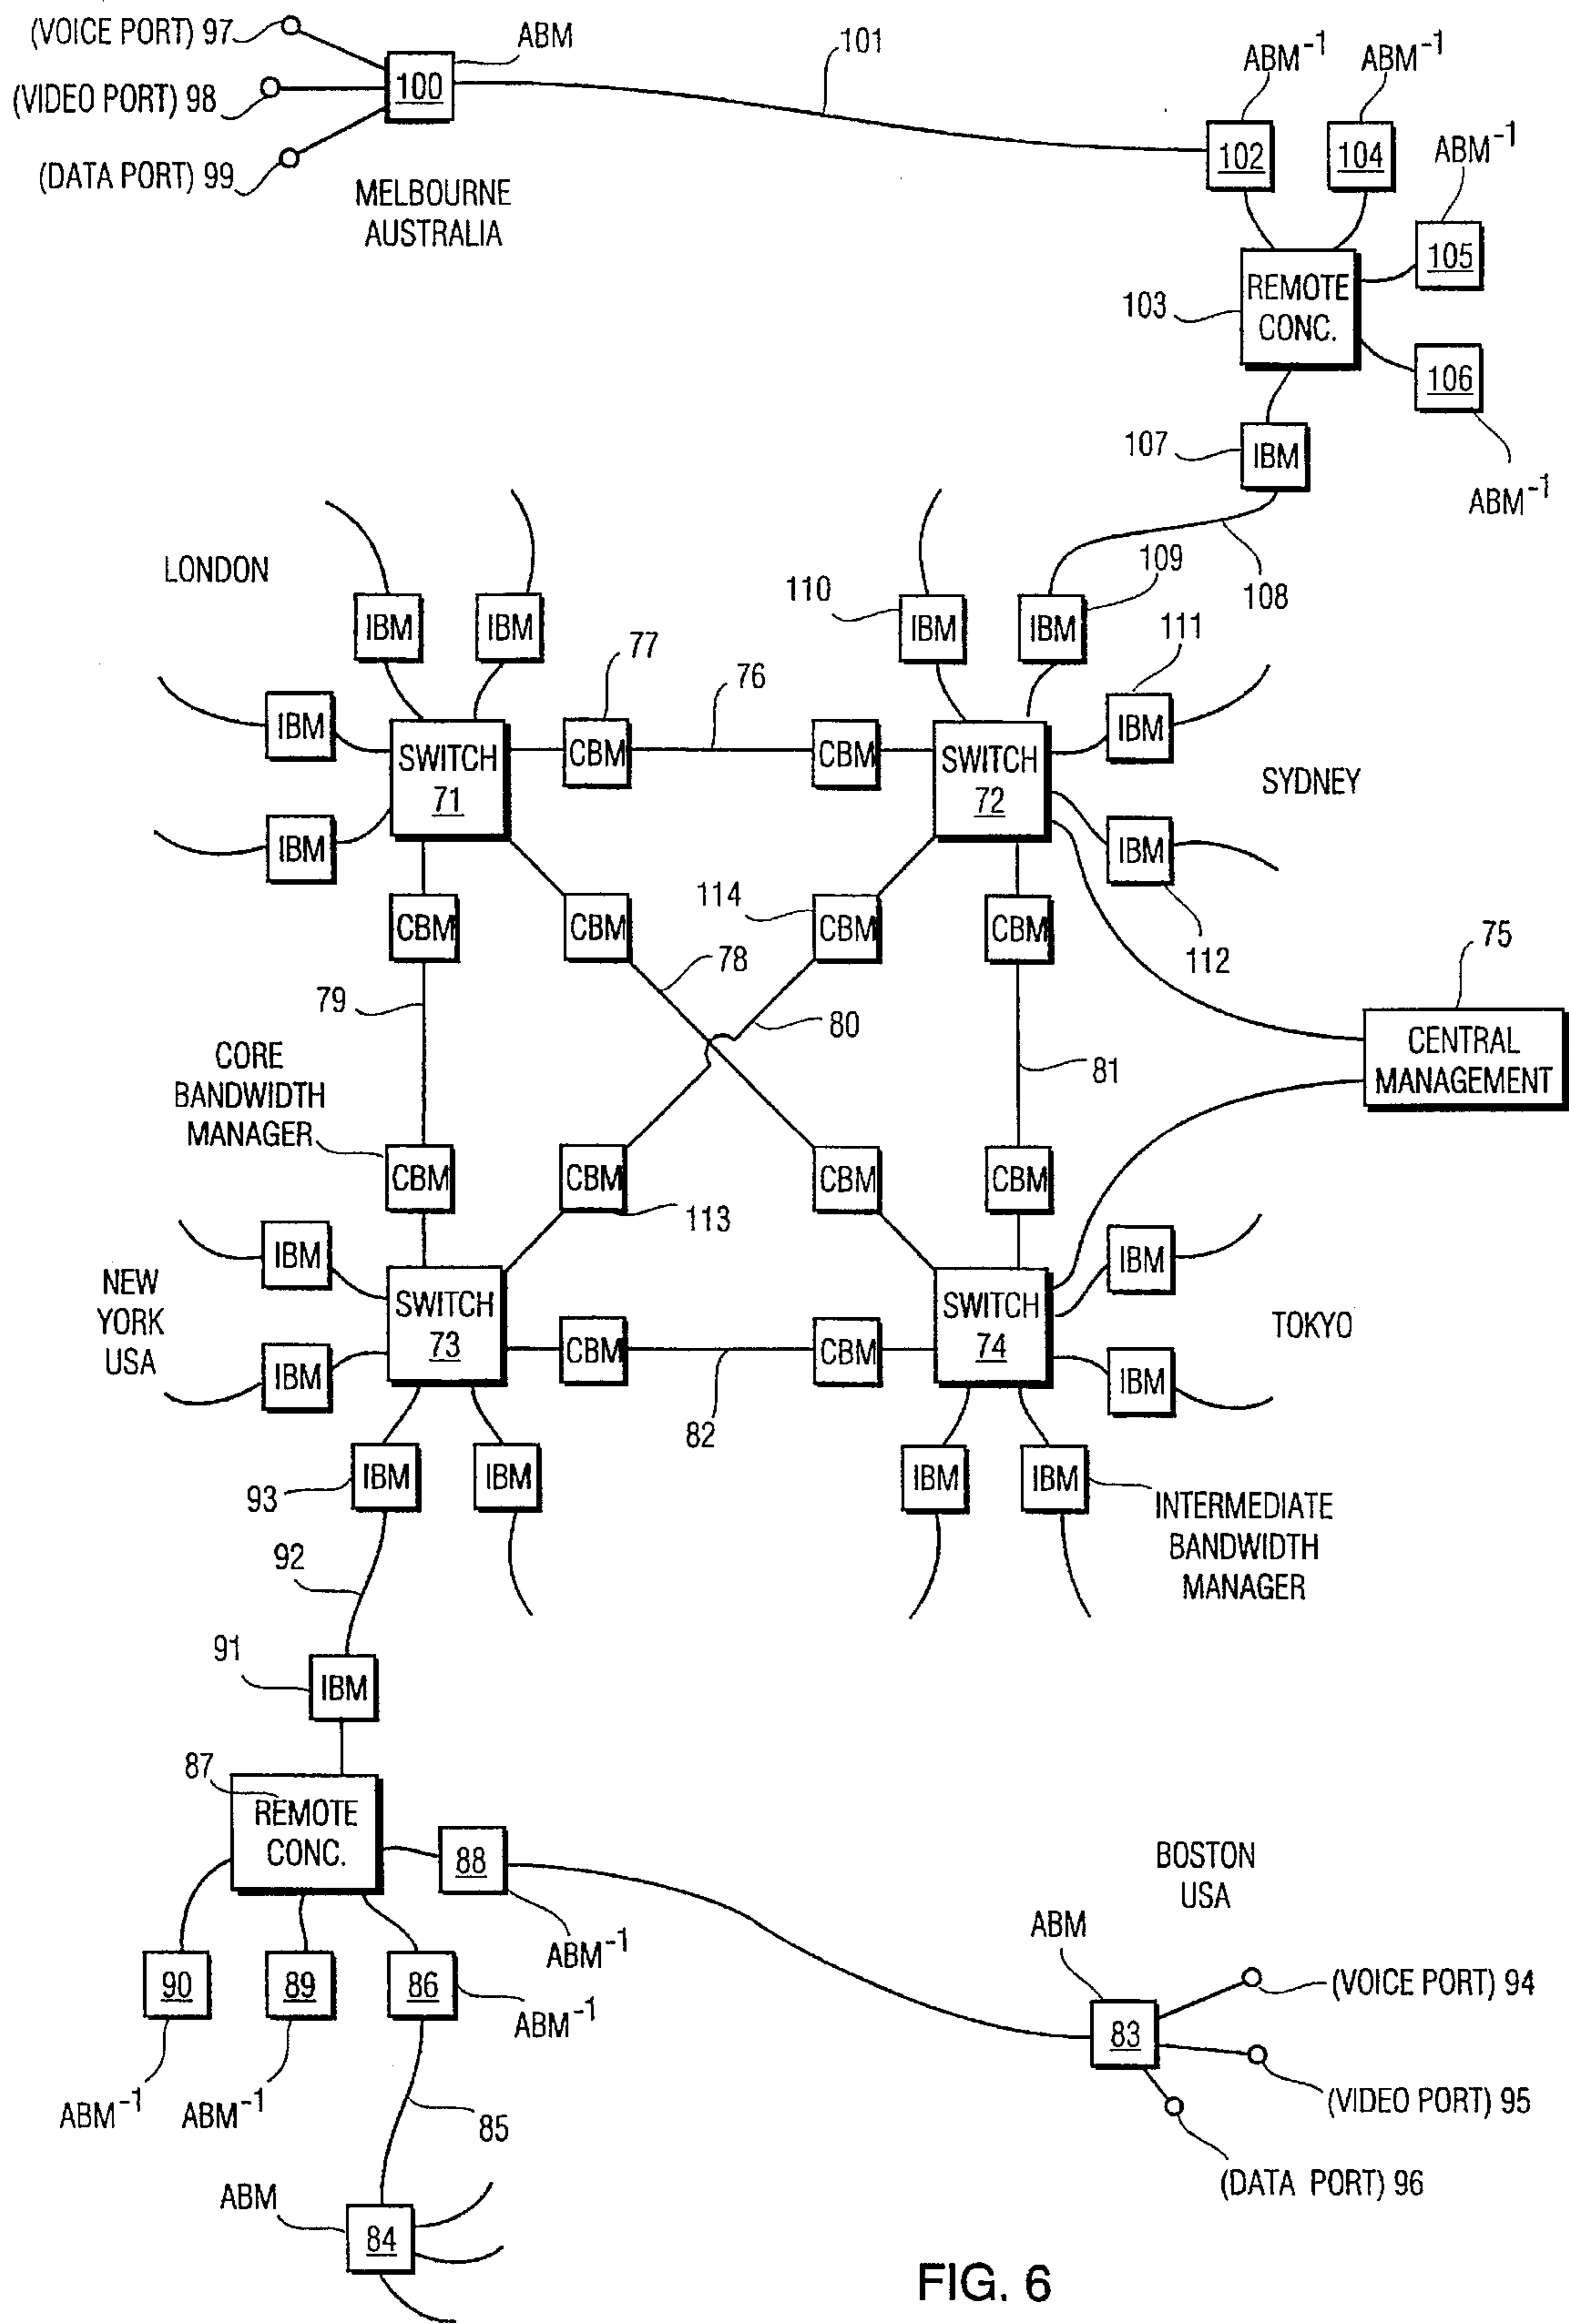 (VOICE PORT) 97
ABM
101
ABM⁻¹
ABM⁻¹
(VIDEO PORT) 98
100
(DATA PORT) 99
102
104
ABM⁻¹
MELBOURNE
AUSTRALIA
105
103
REMOTE
CONC.
106
107
IBM
ABM⁻¹
LONDON
110
109
108
IBM
IBM
IBM
IBM
111
77
76
IBM
IBM
SWITCH
71
CBM
CBM
SWITCH
72
SYDNEY
IBM
IBM
114
CBM
CBM
CBM
CBM
112
75
78
79
80
CENTRAL
MANAGEMENT
CORE
BANDWIDTH
MANAGER
81
CBM
CBM
CBM
CBM
113
IBM
IBM
NEW
YORK
USA
SWITCH
73
SWITCH
74
TOKYO
CBM
CBM
IBM
IBM
82
93
IBM
IBM
IBM
IBM
INTERMEDIATE
BANDWIDTH
MANAGER
92
91
IBM
87
REMOTE
CONC.
88
BOSTON
USA
ABM⁻¹
ABM
90
89
86
ABM⁻¹
(VOICE PORT) 94
83
ABM⁻¹
ABM⁻¹
85
(VIDEO PORT) 95
(DATA PORT) 96
ABM
84
FIG. 6